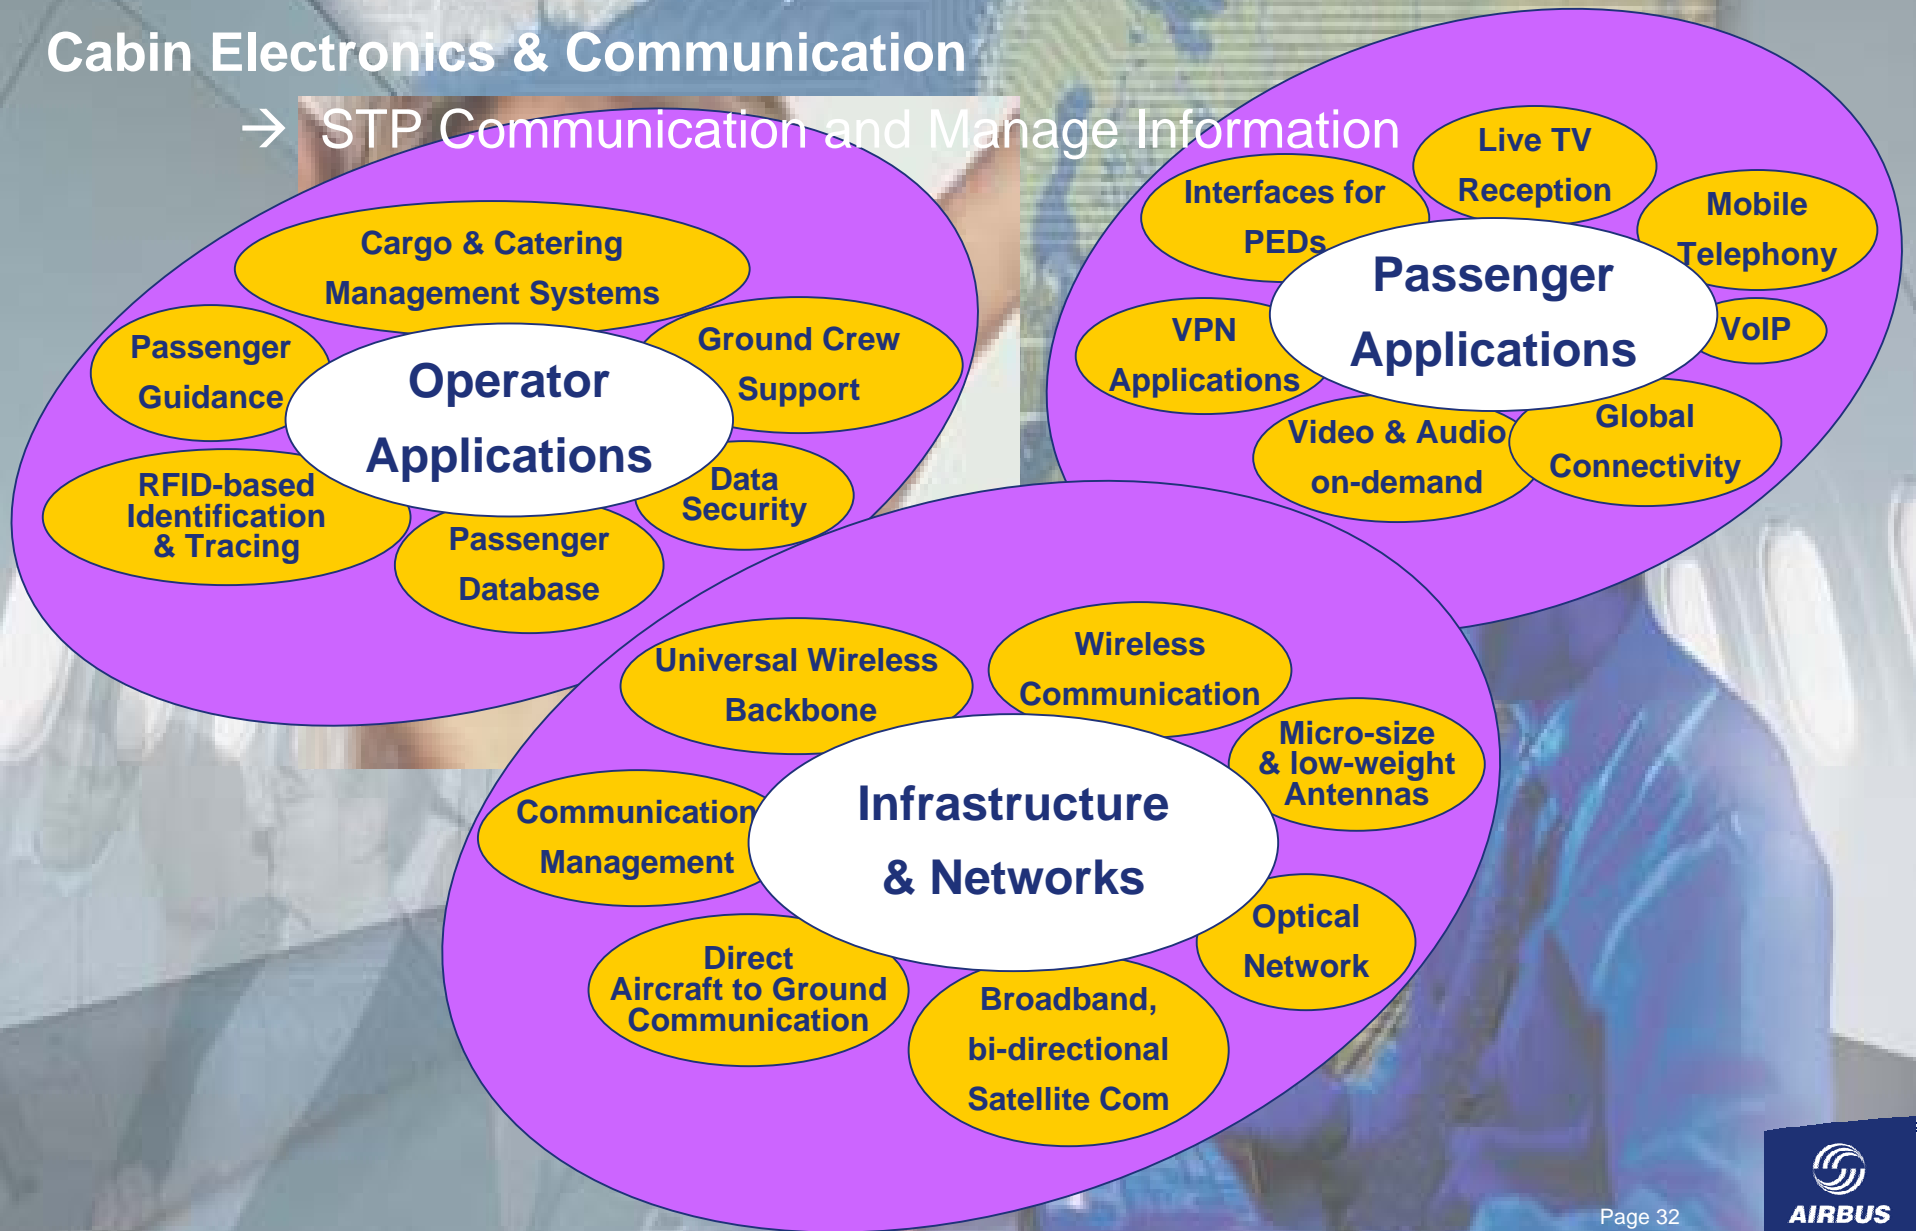 Cabin Electronics & Communication
→ STP Communication and Manage Information
Cargo & Catering
Management Systems
Passenger
Guidance
Ground Crew
Support
Operator
Applications
RFID-based
Identification
& Tracing
Data
Security
Passenger
Database
Live TV
Reception
Interfaces for
PEDs
Mobile
Telephony
Passenger
Applications
VPN
Applications
VoIP
Video & Audio
on-demand
Global
Connectivity
Universal Wireless
Backbone
Wireless
Communication
Micro-size
& low-weight
Antennas
Communication
Management
Infrastructure
& Networks
Optical
Network
Direct
Aircraft to Ground
Communication
Broadband,
bi-directional
Satellite Com
Page 32
AIRBUS